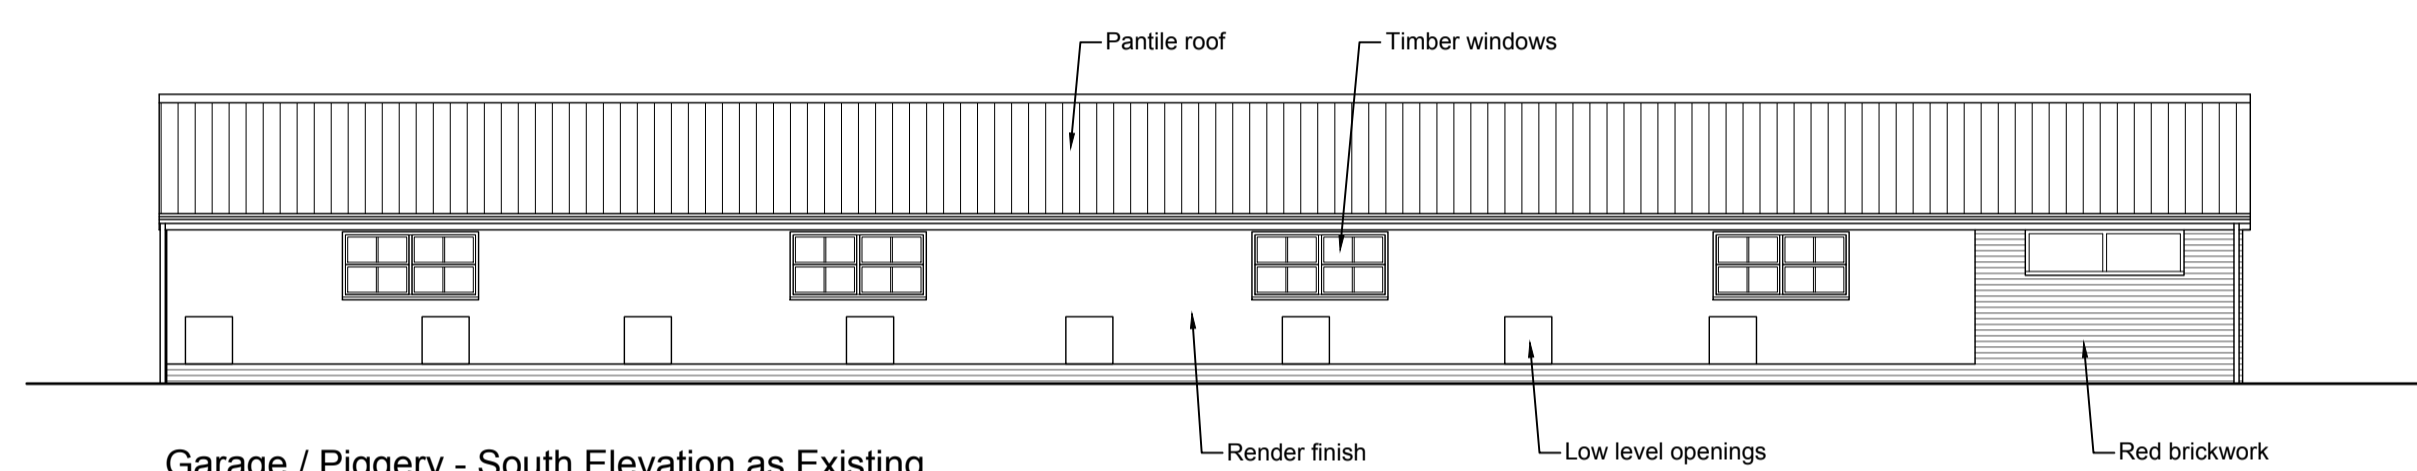 Pantile roof
Timber windows
Render finish
Low level openings
Red brickwork
Garage / Piggery - South Elevation as Existing